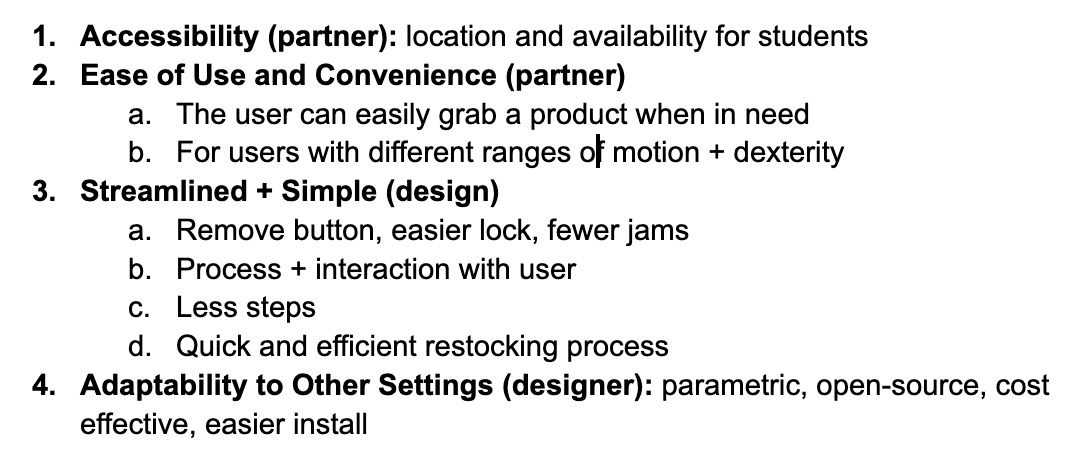 1. Accessibility (partner): location and availability for students
2. Ease of Use and Convenience (partner)
a. The user can easily grab a product when in need
b. For users with different ranges of motion + dexterity
3. Streamlined + Simple (design)
a. Remove button, easier lock, fewer jams
b. Process + interaction with user
c. Less steps
d. Quick and efficient restocking process
4. Adaptability to Other Settings (designer): parametric, open-source, cost
effective, easier install